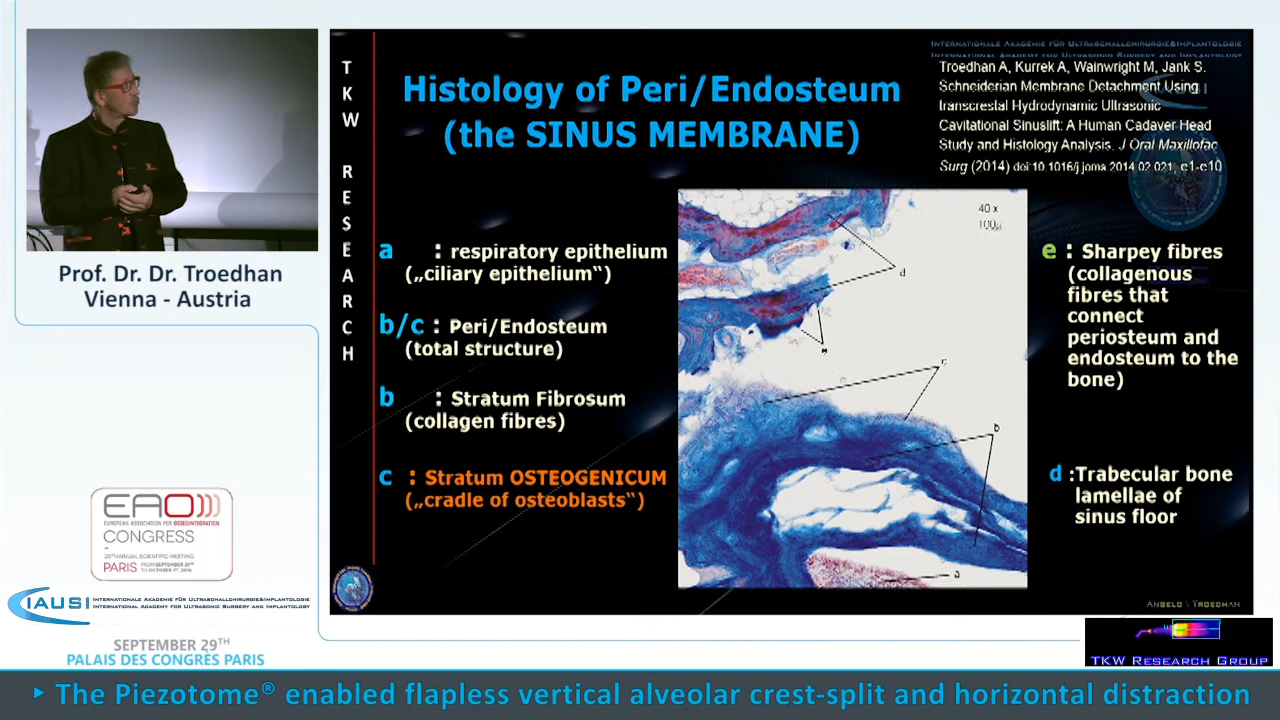 Prof. Dr. Dr. Troedhan
Vienna - Austria
EAO
EUROPEAN ASSOCIATION FOR OSSEOINTEGRATION
CONGRESS
25TH ANNUAL SCIENTIFIC MEETING
PARIS FROM SEPTEMBER 29TH
TO OCTOBER 1ST, 2016
IAUSI
INTERNATIONALE AKADEMIE FÜR ULTRASCHALLCHIRURGIE&IMPLANTOLOGIE
INTERNATIONAL ACADEMY FOR ULTRASONIC SURGERY AND IMPLANTOLOGY
SEPTEMBER 29TH
PALAIS DES CONGRÈS PARIS
TKW RESEARCH
Histology of Peri/Endosteum
(the SINUS MEMBRANE)
INTERNATIONALE AKADEMIE FÜR ULTRASCHALLCHIRURGIE&IMPLANTOLOGIE
INTERNATIONAL ACADEMY FOR ULTRASONIC SURGERY AND IMPLANTOLOGY
Troedhan A, Kurrek A, Wainwright M, Jank S.
Schneiderian Membrane Detachment Using
transcrestal Hydrodynamic Ultrasonic
Cavitational Sinuslift: A Human Cadaver Head
Study and Histology Analysis. J Oral Maxillofac
Surg (2014) doi:10.1016/j.joma.2014.02.021, e1-e10
a : respiratory epithelium
(„ciliary epithelium“)
b/c : Peri/Endosteum
(total structure)
b : Stratum Fibrosum
(collagen fibres)
c : Stratum OSTEOGENICUM
(„cradle of osteoblasts“)
40 x
100µ
d
e
c
b
a
e : Sharpey fibres
(collagenous
fibres that
connect
periosteum and
endosteum to the
bone)
d :Trabecular bone
lamellae of
sinus floor
ANGELO \ TROEDHAN
TKW RESEARCH GROUP
The Piezotome® enabled flapless vertical alveolar crest-split and horizontal distraction